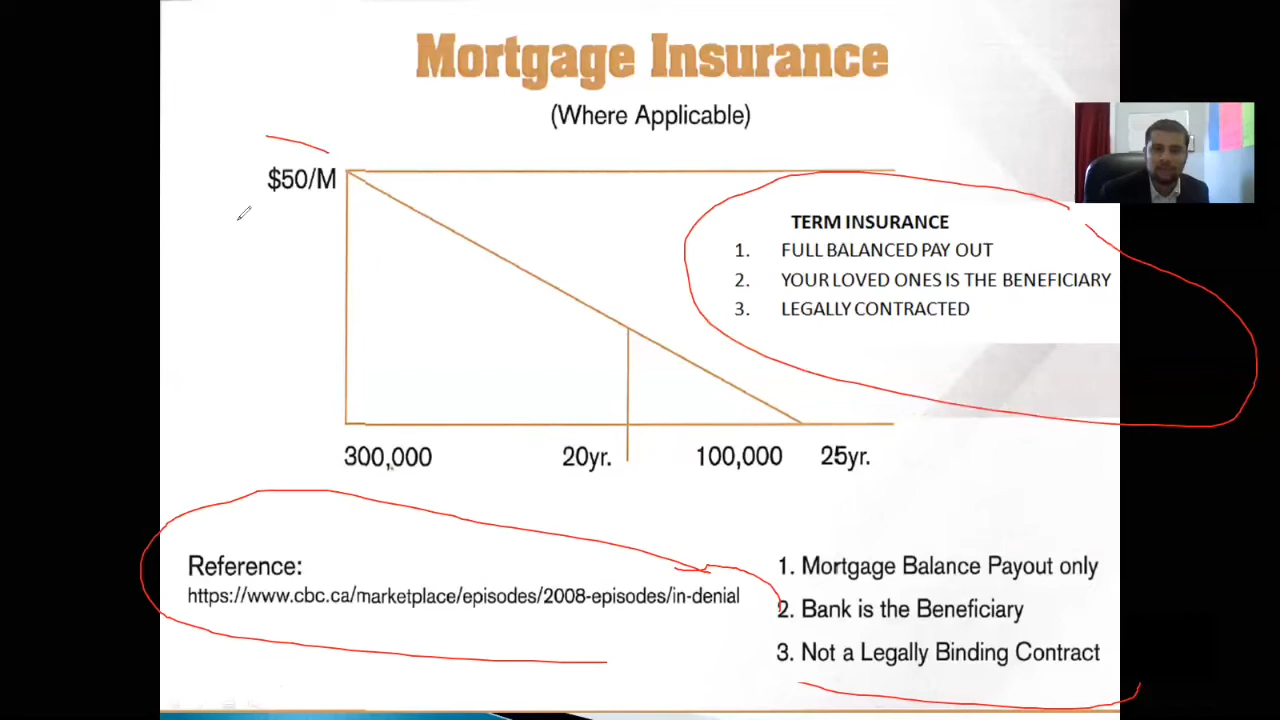 Mortgage Insurance
(Where Applicable)
$50/M
TERM INSURANCE
1. FULL BALANCED PAY OUT
2. YOUR LOVED ONES IS THE BENEFICIARY
3. LEGALLY CONTRACTED
300,000 20yr. 100,000 25yr.
Reference:
https://www.cbc.ca/marketplace/episodes/2008-episodes/in-denial
1. Mortgage Balance Payout only
2. Bank is the Beneficiary
3. Not a Legally Binding Contract